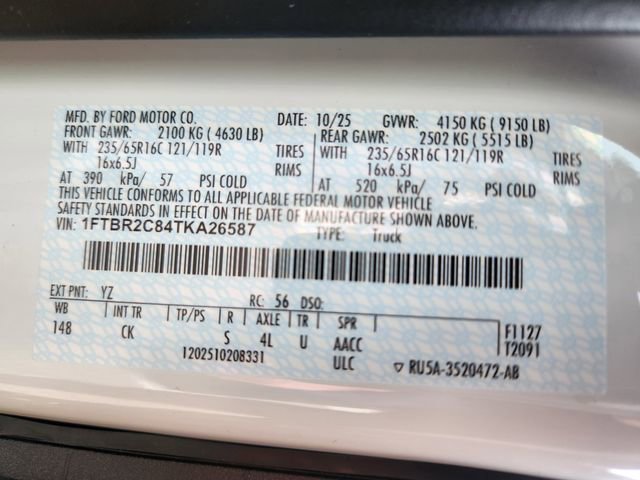 MFD. BY FORD MOTOR CO. DATE: 10/25 GVWR: 4150 KG ( 9150 LB)
FRONT GAWR: 2100 KG ( 4630 LB) REAR GAWR: 2502 KG ( 5515 LB)
WITH 235/65R16C 121/119R TIRES WITH 235/65R16C 121/119R TIRES
16x6.5J RIMS 16x6.5J RIMS
AT 390 kPa/ 57 PSI COLD AT 520 kPa/ 75 PSI COLD
THIS VEHICLE CONFORMS TO ALL APPLICABLE FEDERAL MOTOR VEHICLE
SAFETY STANDARDS IN EFFECT ON THE DATE OF MANUFACTURE SHOWN ABOVE.
VIN: 1FTBR2C84TKA26587 TYPE: Truck
EXT PNT: YZ RC: 56 DSO:
WB INT TR TP/PS R AXLE TR SPR F1127
148 CK S 4L U AACC T2091
1202510208331 ULC ▽ RU5A-3520472-AB